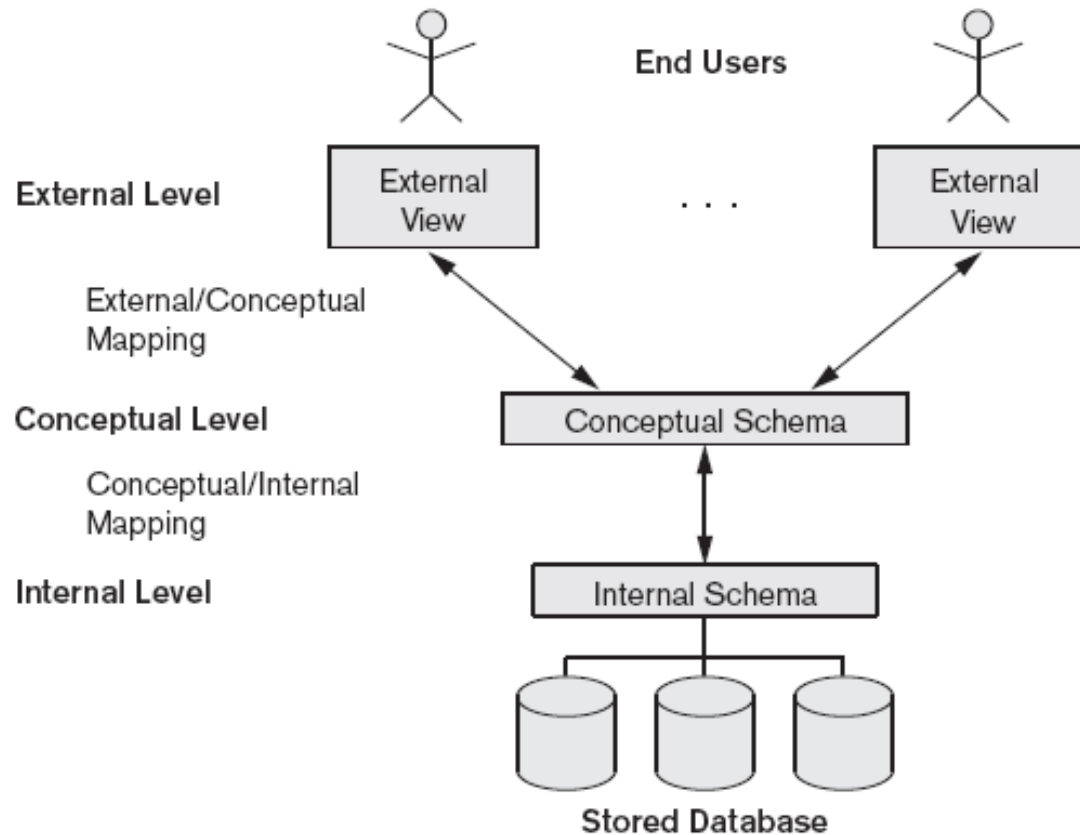 End Users
External Level
External
View
. . .
External
View
External/Conceptual
Mapping
Conceptual Level
Conceptual Schema
Conceptual/Internal
Mapping
Internal Level
Internal Schema
Stored Database